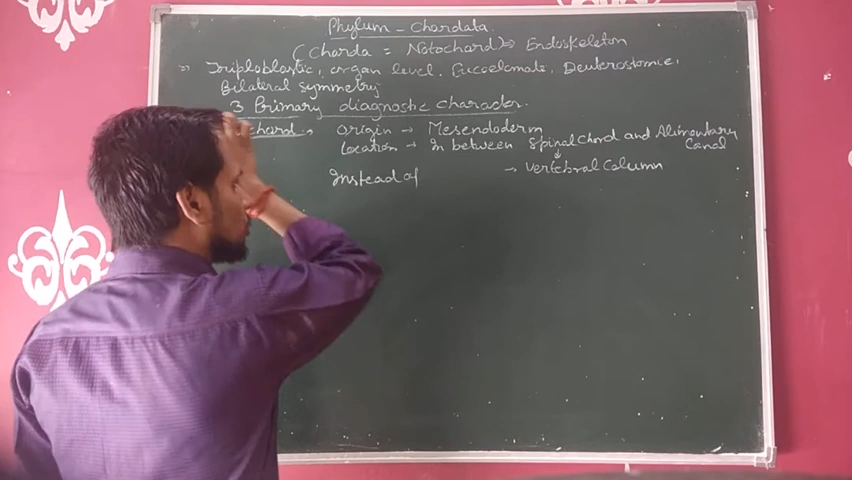 Phylum - Chordata.
(Chorda = Notochord) ⇒ Endoskeleton
⇒ Triploblastic, organ level, Eucoelomate, Deuterostomic,
Bilateral symmetry
3 Primary diagnostic character.
chord → Origin → Mesendoderm
Location → In between Spinal Chord and Alimentary
Canal
Instead of → Vertebral Column